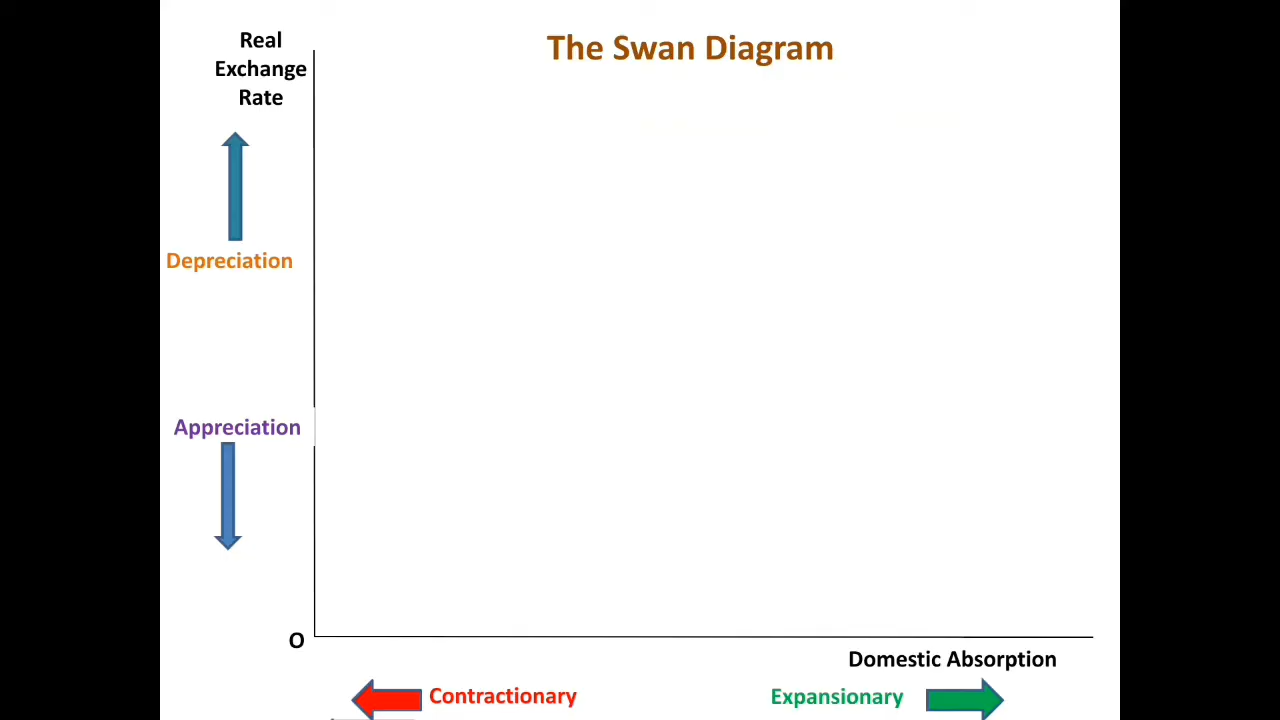 The Swan Diagram
Real
Exchange
Rate
Depreciation
Appreciation
O
Domestic Absorption
Contractionary
Expansionary